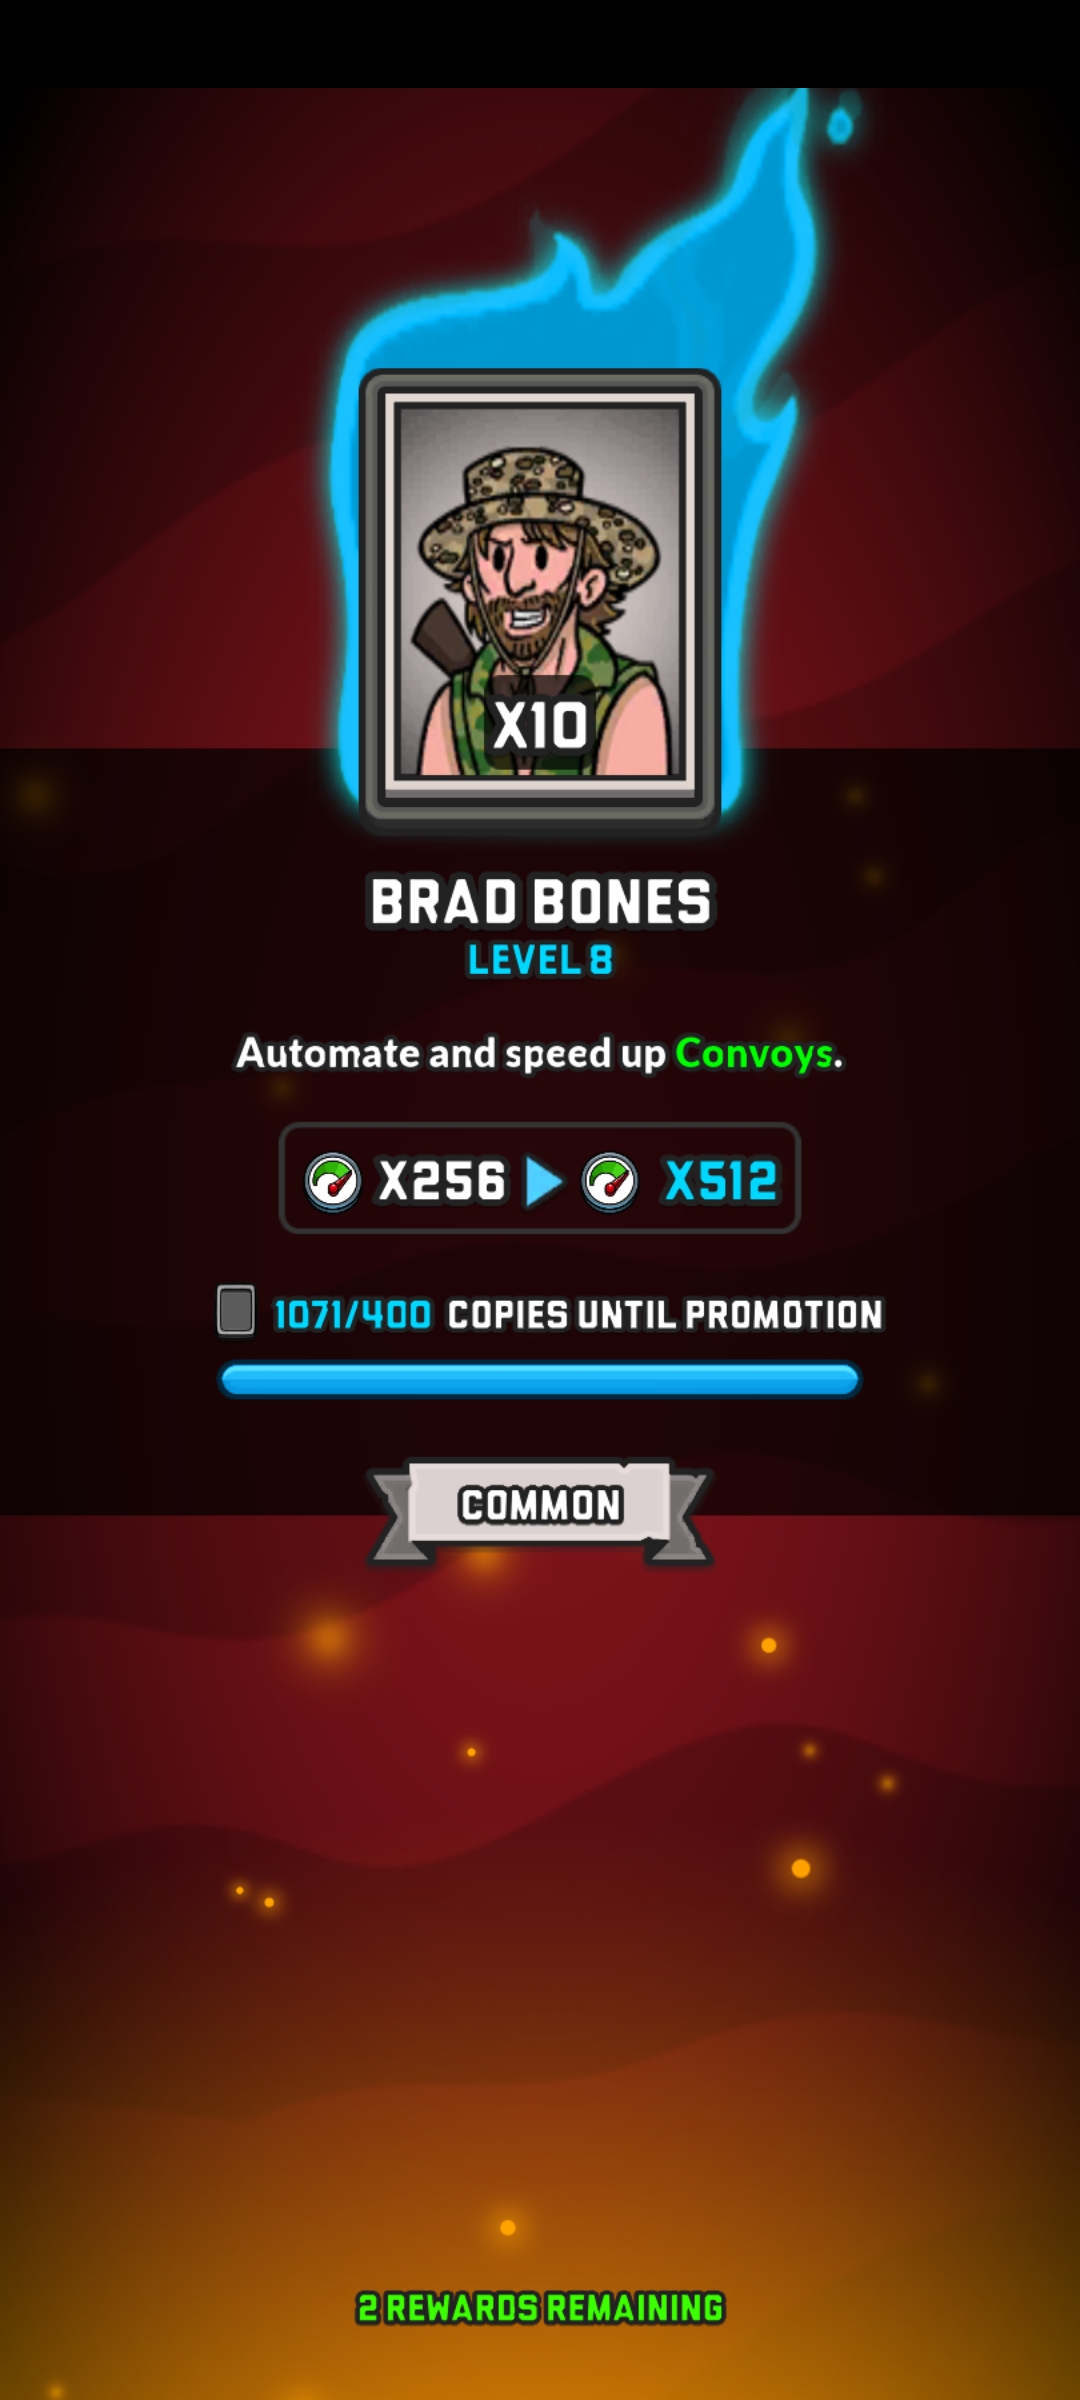 X10
BRAD BONES
LEVEL 8
Automate and speed up Convoys.
X256 X512
1071/400 COPIES UNTIL PROMOTION
COMMON
2 REWARDS REMAINING